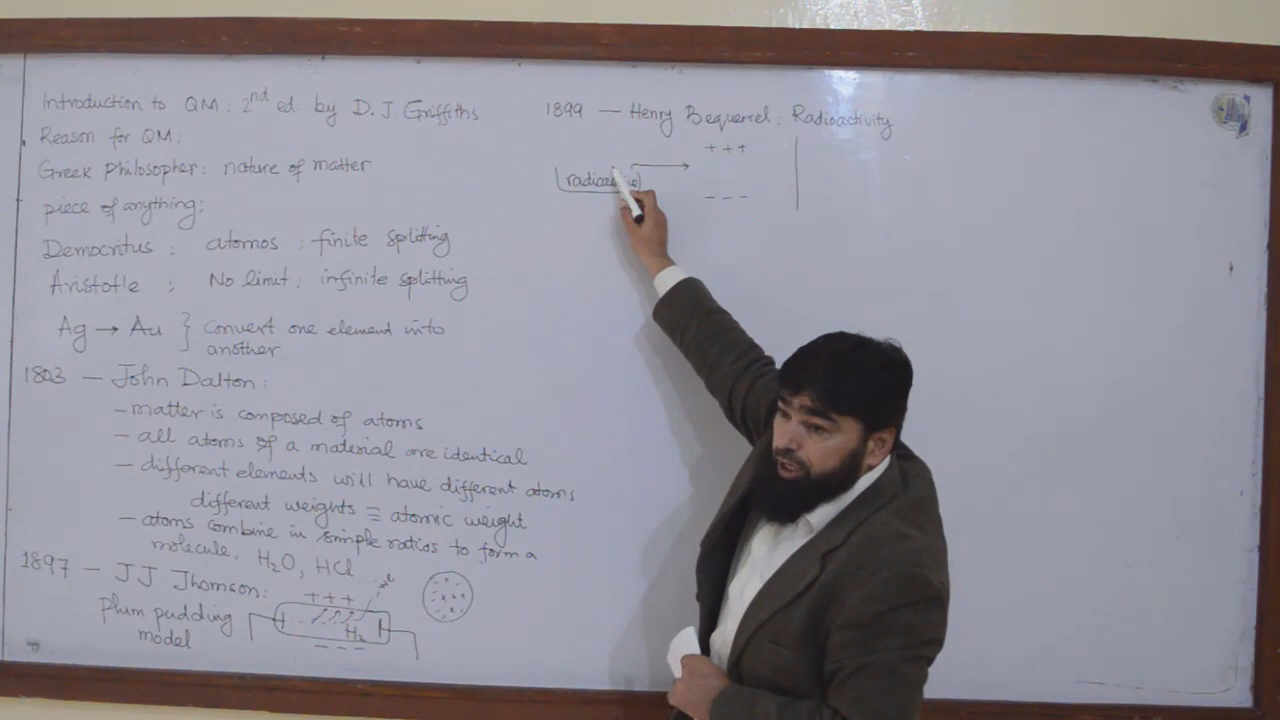 Introduction to QM. 2nd ed. by D.J. Griffiths
Reason for QM:
Greek Philosopher: nature of matter
piece of anything:
Democritus : atomos : finite splitting
Aristotle : No limit: infinite splitting
Ag → Au } Convert one element into
another
1803 — John Dalton:
- matter is composed of atoms
- all atoms of a material are identical
- different elements will have different atoms
different weights ≡ atomic weight
- atoms combine in simple ratios to form a
molecule, H2O, HCl
1897 — JJ Jhomson:
Plum pudding
model
+ + +
H2
- - -
1899 — Henry Bequerrel: Radioactivity
+ + +
- - -